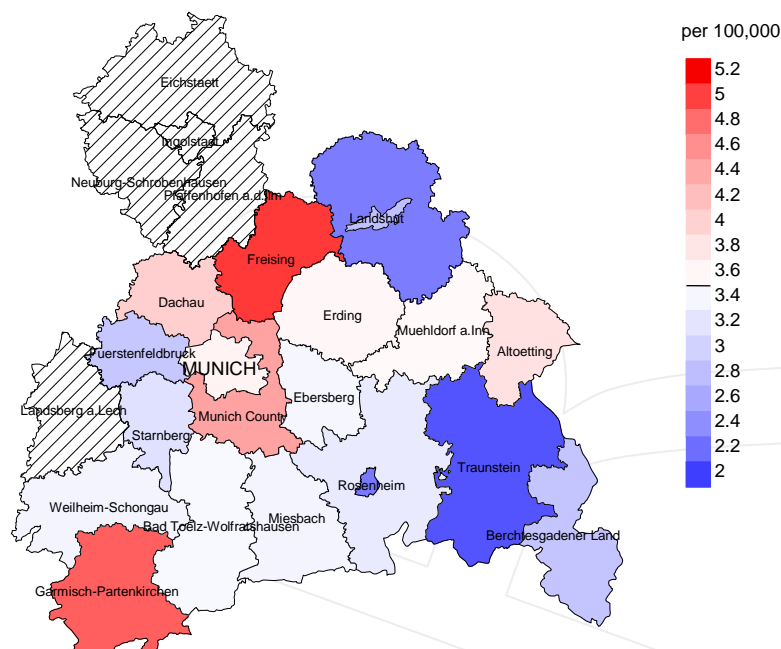 per 100,000
5.2
5
4.8
4.6
4.4
4.2
4
3.8
3.6
3.4
3.2
3
2.8
2.6
2.4
2.2
2
Eichstaett
Ingolstadt
Neuburg-Schrobenhausen
Pfaffenhofen a.d.Ilm
Landshut
Freising
Dachau
Erding
Muehldorf a.Inn
Altoetting
Fuerstenfeldbruck
MUNICH
Ebersberg
Landsberg a.Lech
Munich County
Starnberg
Traunstein
Rosenheim
Weilheim-Schongau
Miesbach
Bad Toelz-Wolfratshausen
Berchtesgadener Land
Garmisch-Partenkirchen